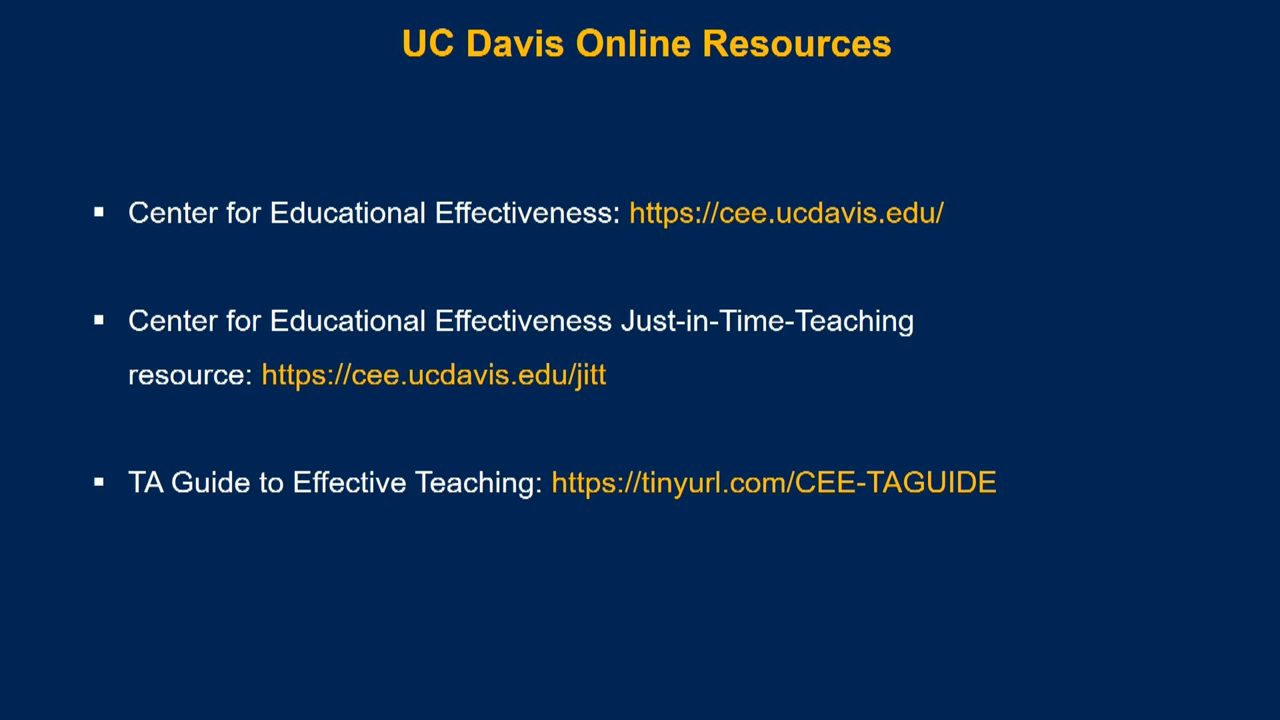 UC Davis Online Resources
▪ Center for Educational Effectiveness: https://cee.ucdavis.edu/
▪ Center for Educational Effectiveness Just-in-Time-Teaching
resource: https://cee.ucdavis.edu/jitt
▪ TA Guide to Effective Teaching: https://tinyurl.com/CEE-TAGUIDE